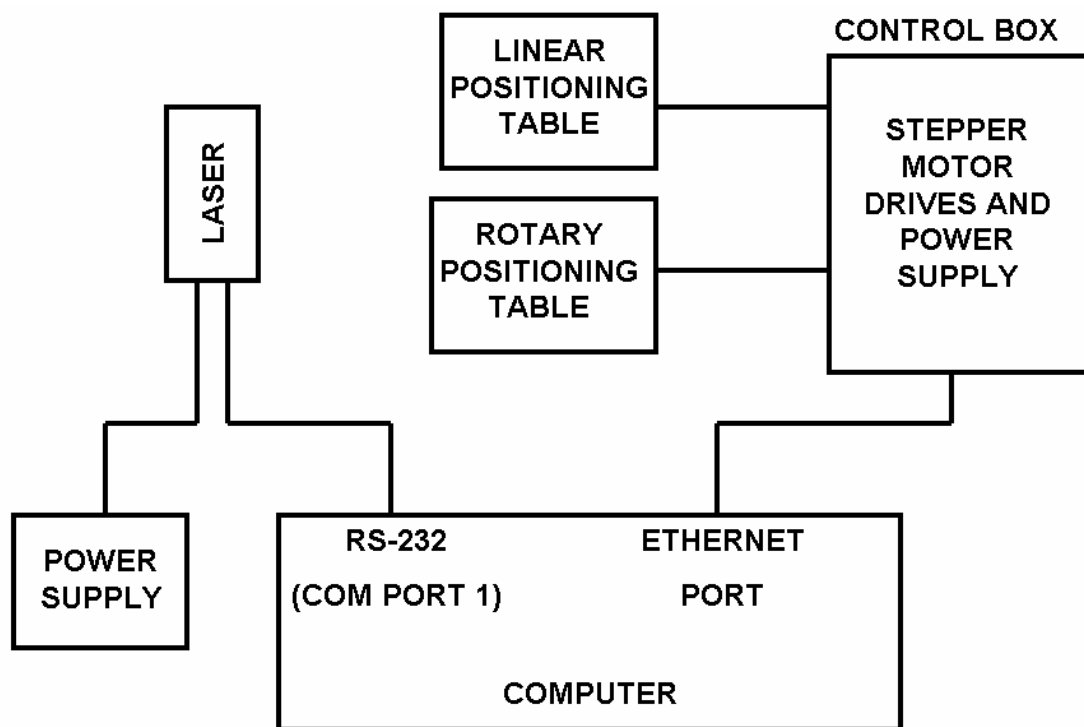 CONTROL BOX
LINEAR
POSITIONING
TABLE
STEPPER
MOTOR
DRIVES AND
POWER
SUPPLY
LASER
ROTARY
POSITIONING
TABLE
POWER
SUPPLY
RS-232
(COM PORT 1)
ETHERNET
PORT
COMPUTER